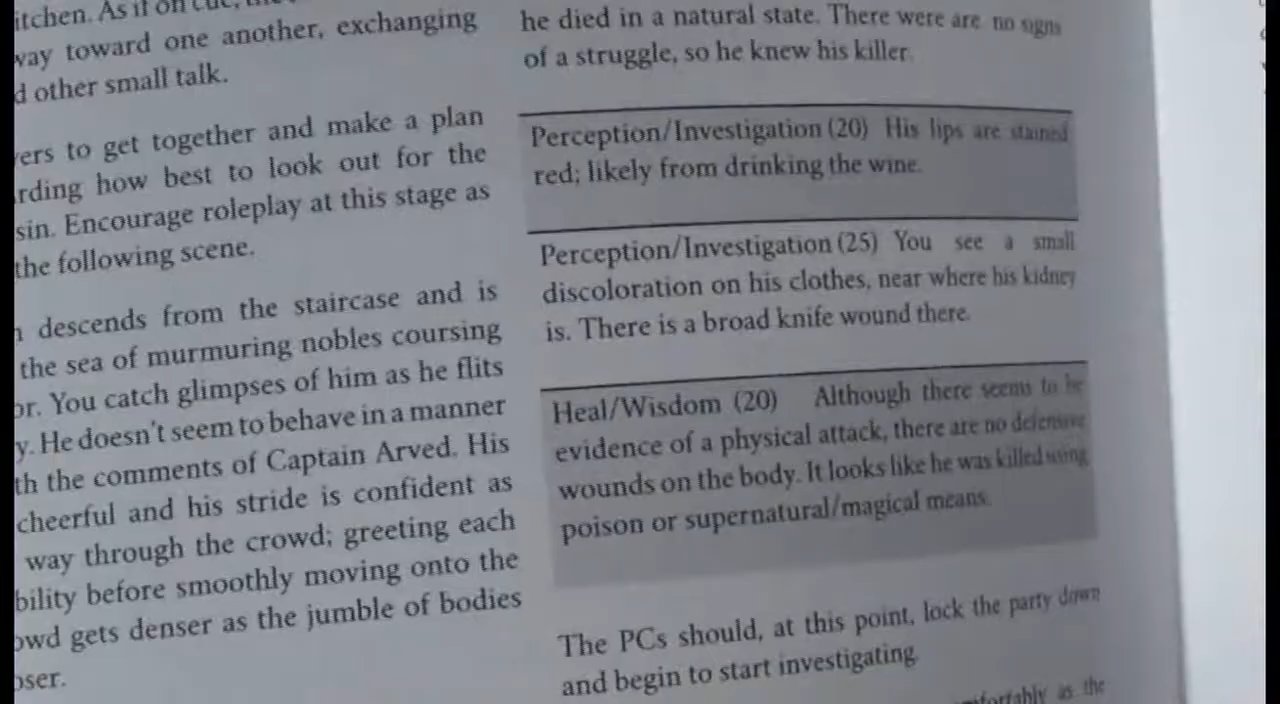 itchen. As if on cue,
way toward one another, exchanging
d other small talk.
ers to get together and make a plan
rding how best to look out for the
sin. Encourage roleplay at this stage as
the following scene.
descends from the staircase and is
the sea of murmuring nobles coursing
or. You catch glimpses of him as he flits
y. He doesn't seem to behave in a manner
th the comments of Captain Arved. His
cheerful and his stride is confident as
way through the crowd; greeting each
bility before smoothly moving onto the
owd gets denser as the jumble of bodies
oser.
he died in a natural state. There were are no signs
of a struggle, so he knew his killer.
Perception/Investigation (20) His lips are stained
red; likely from drinking the wine.
Perception/Investigation (25) You see a small
discoloration on his clothes, near where his kidney
is. There is a broad knife wound there.
Heal/Wisdom (20) Although there seems to be
evidence of a physical attack, there are no defensive
wounds on the body. It looks like he was killed using
poison or supernatural/magical means.
The PCs should, at this point, lock the party down
and begin to start investigating.
mfortably as the